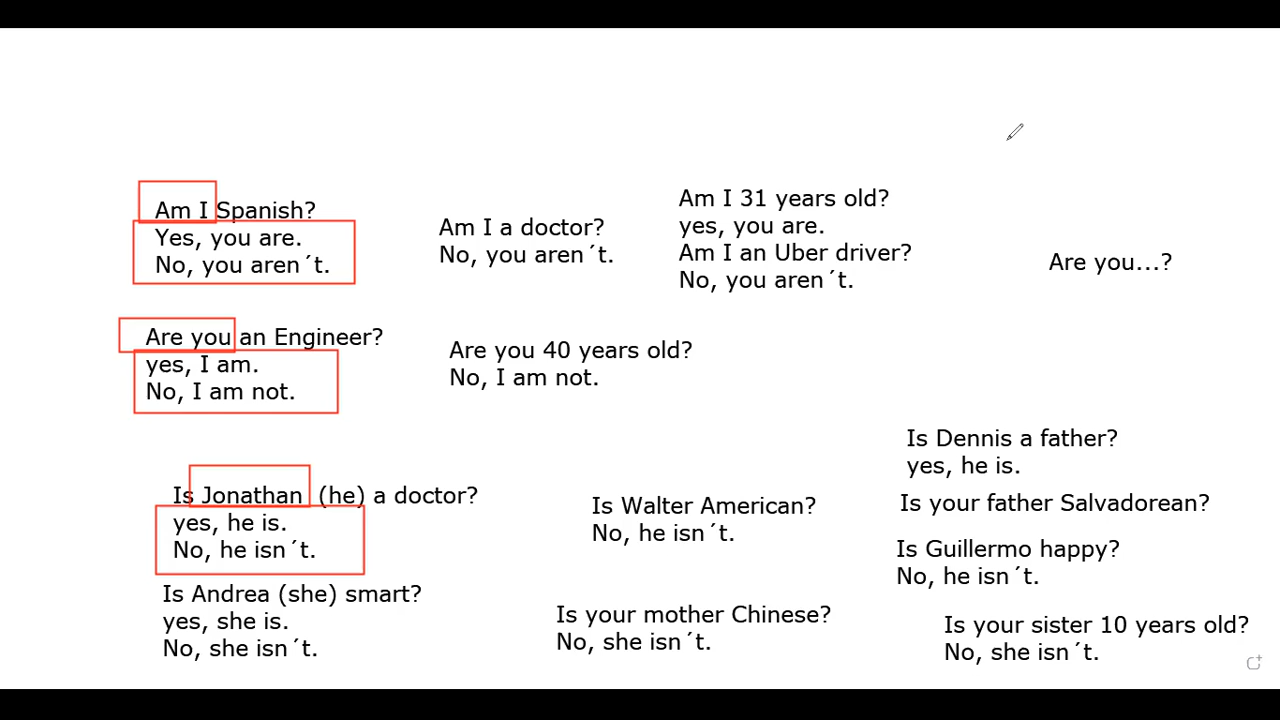 Am I Spanish?
Yes, you are.
No, you aren´t.
Am I a doctor?
No, you aren´t.
Am I 31 years old?
yes, you are.
Am I an Uber driver?
No, you aren´t.
Are you...?
Are you an Engineer?
yes, I am.
No, I am not.
Are you 40 years old?
No, I am not.
Is Jonathan  (he) a doctor?
yes, he is.
No, he isn´t.
Is Walter American?
No, he isn´t.
Is Dennis a father?
yes, he is.
Is your father Salvadorean?
Is Guillermo happy?
No, he isn´t.
Is Andrea (she) smart?
yes, she is.
No, she isn´t.
Is your mother Chinese?
No, she isn´t.
Is your sister 10 years old?
No, she isn´t.